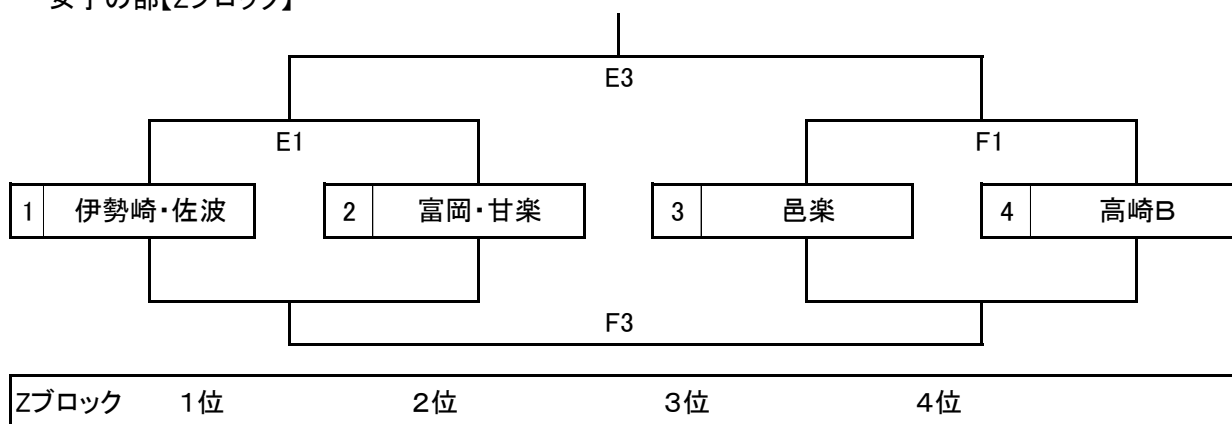 女子の部【Zブロック】
E3
E1 F1
1 伊勢崎・佐波 2 富岡・甘楽 3 邑楽 4 高崎B
F3
Zブロック 1位 2位 3位 4位